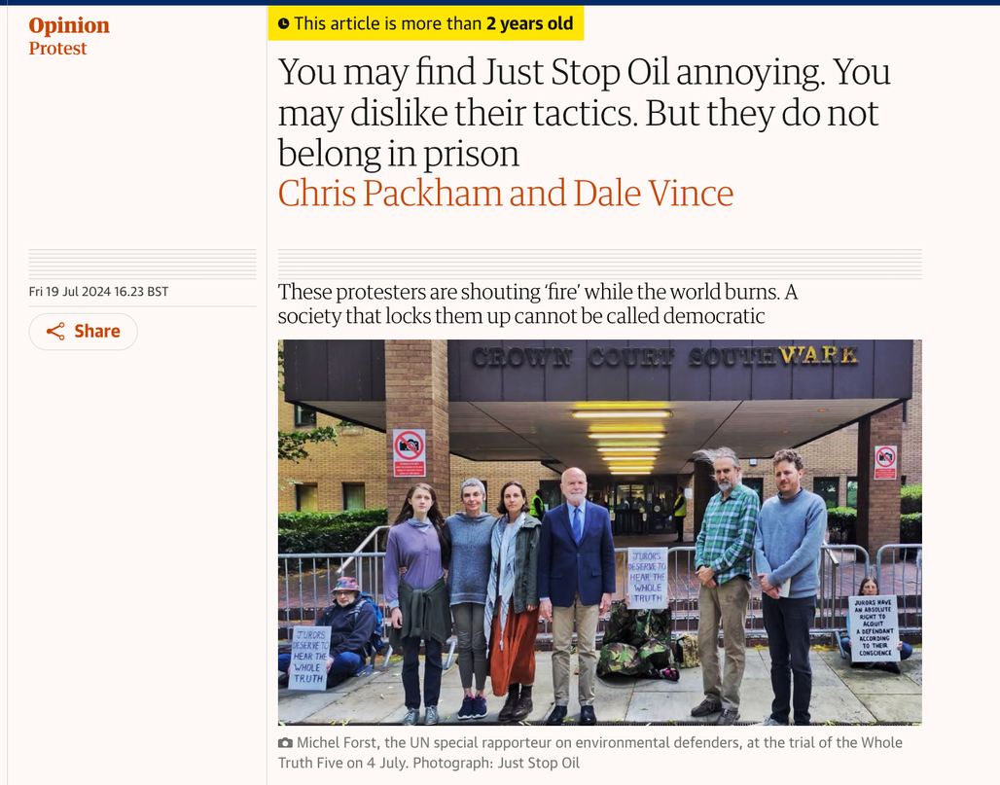 Opinion
Protest
This article is more than 2 years old
You may find Just Stop Oil annoying. You
may dislike their tactics. But they do not
belong in prison
Chris Packham and Dale Vince
Fri 19 Jul 2024 16.23 BST
Share
These protesters are shouting ‘fire’ while the world burns. A
society that locks them up cannot be called democratic
CROWN COURT SOUTHWARK
JURORS
DESERVE TO
HEAR THE
WHOLE
TRUTH
JURORS
DESERVE TO
HEAR THE
WHOLE
TRUTH
JURORS HAVE
AN ABSOLUTE
RIGHT TO
ACQUIT
A DEFENDANT
ACCORDING
TO THEIR
CONSCIENCE
Michel Forst, the UN special rapporteur on environmental defenders, at the trial of the Whole
Truth Five on 4 July. Photograph: Just Stop Oil